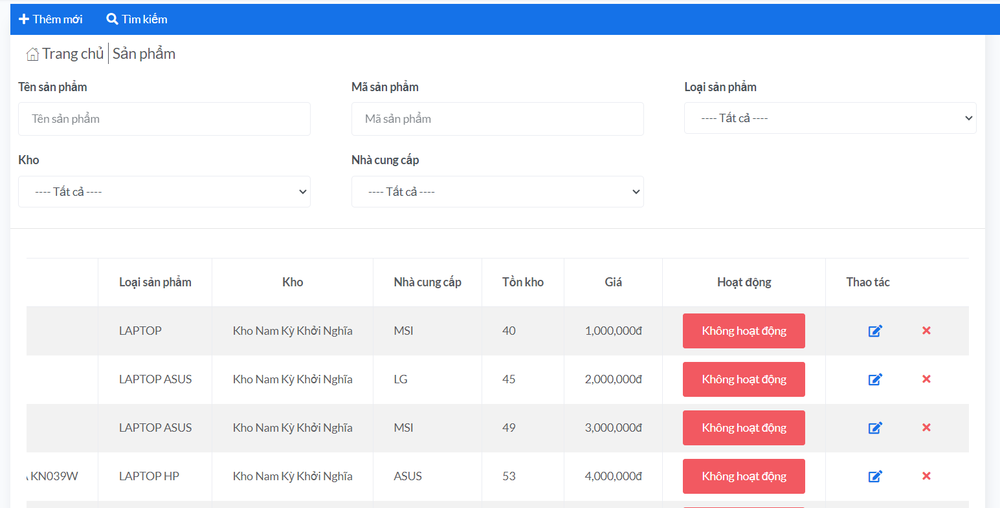 Thêm mới Tìm kiếm
Trang chủ Sản phẩm
Tên sản phẩm Mã sản phẩm Loại sản phẩm
Tên sản phẩm Mã sản phẩm ---- Tất cả ----
Kho Nhà cung cấp
---- Tất cả ---- ---- Tất cả ----
Loại sản phẩm Kho Nhà cung cấp Tồn kho Giá Hoạt động Thao tác
LAPTOP Kho Nam Kỳ Khởi Nghĩa MSI 40 1,000,000đ Không hoạt động
LAPTOP ASUS Kho Nam Kỳ Khởi Nghĩa LG 45 2,000,000đ Không hoạt động
LAPTOP ASUS Kho Nam Kỳ Khởi Nghĩa MSI 49 3,000,000đ Không hoạt động
KN039W LAPTOP HP Kho Nam Kỳ Khởi Nghĩa ASUS 53 4,000,000đ Không hoạt động